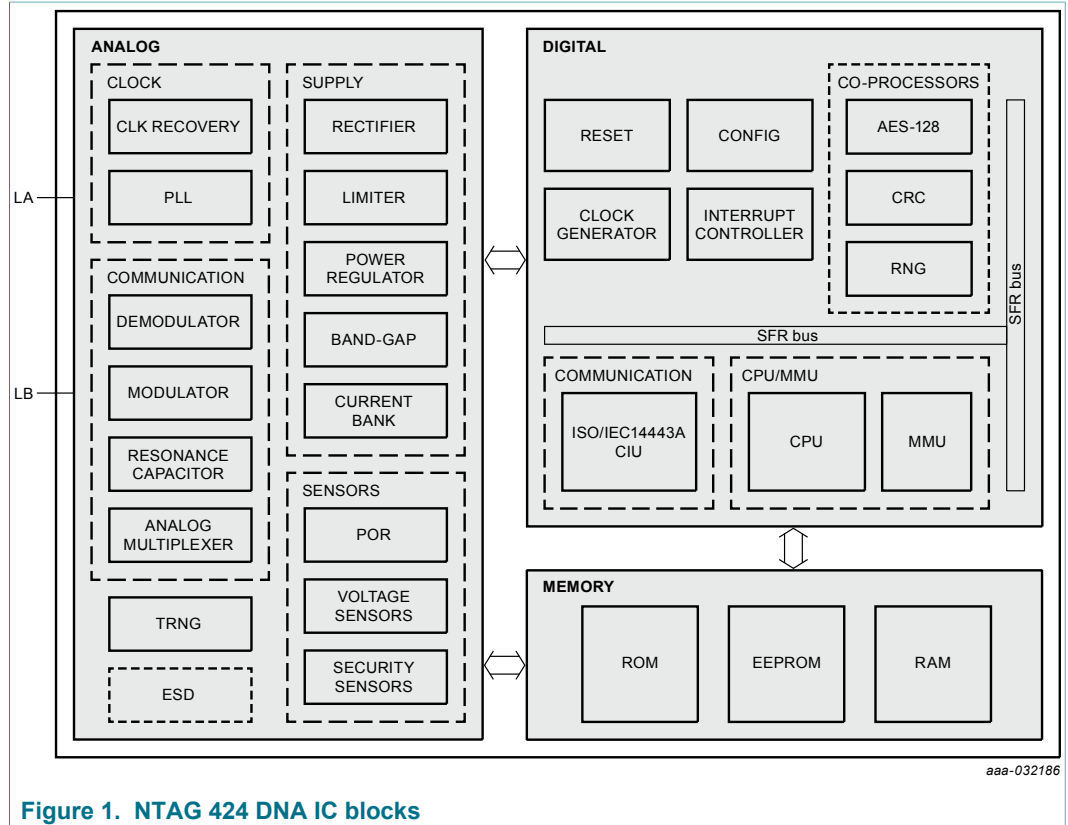 ANALOG
CLOCK
CLK RECOVERY
PLL
COMMUNICATION
DEMODULATOR
MODULATOR
RESONANCE
CAPACITOR
ANALOG
MULTIPLEXER
TRNG
ESD
SUPPLY
RECTIFIER
LIMITER
POWER
REGULATOR
BAND-GAP
CURRENT
BANK
SENSORS
POR
VOLTAGE
SENSORS
SECURITY
SENSORS
LA
LB
DIGITAL
RESET
CONFIG
CLOCK
GENERATOR
INTERRUPT
CONTROLLER
CO-PROCESSORS
AES-128
CRC
RNG
SFR bus
SFR bus
COMMUNICATION
ISO/IEC14443A
CIU
CPU/MMU
CPU
MMU
MEMORY
ROM
EEPROM
RAM
aaa-032186
Figure 1. NTAG 424 DNA IC blocks